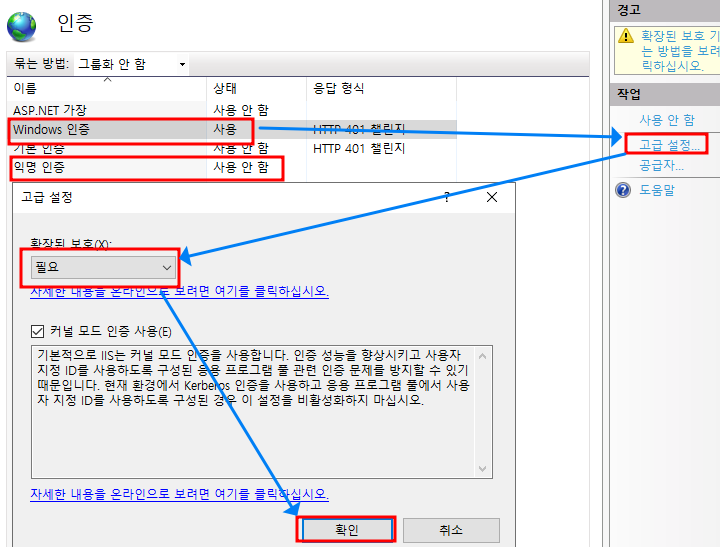 인증
묶는 방법: 그룹화 안 함
이름 상태 응답 형식
ASP.NET 가장 사용 안 함
Windows 인증 사용 HTTP 401 챌린지
기본 인증 사용 안 함 HTTP 401 챌린지
익명 인증 사용 안 함
고급 설정
?
확장된 보호(X):
필요
자세한 내용을 온라인으로 보려면 여기를 클릭하십시오.
커널 모드 인증 사용(E)
기본적으로 IIS는 커널 모드 인증을 사용합니다. 인증 성능을 향상시키고 사용자
지정 ID를 사용하도록 구성된 응용 프로그램 풀 관련 인증 문제를 방지할 수 있기
때문입니다. 현재 환경에서 Kerberos 인증을 사용하고 응용 프로그램 풀에서 사용
자 지정 ID를 사용하도록 구성된 경우 이 설정을 비활성화하지 마십시오.
자세한 내용을 온라인으로 보려면 여기를 클릭하십시오.
확인 취소
경고
확장된 보호 기
는 방법을 보려
릭하십시오.
작업
사용 안 함
고급 설정...
공급자...
도움말